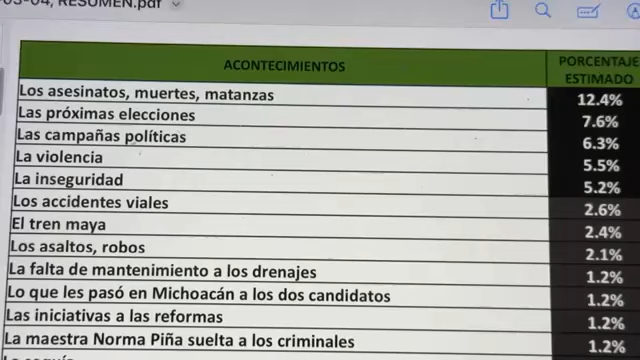 RESUMEN.pdf
ACONTECIMIENTOS PORCENTAJE ESTIMADO
Los asesinatos, muertes, matanzas 12.4%
Las próximas elecciones 7.6%
Las campañas políticas 6.3%
La violencia 5.5%
La inseguridad 5.2%
Los accidentes viales 2.6%
El tren maya 2.4%
Los asaltos, robos 2.1%
La falta de mantenimiento a los drenajes 1.2%
Lo que les pasó en Michoacán a los dos candidatos 1.2%
Las iniciativas a las reformas 1.2%
La maestra Norma Piña suelta a los criminales 1.2%